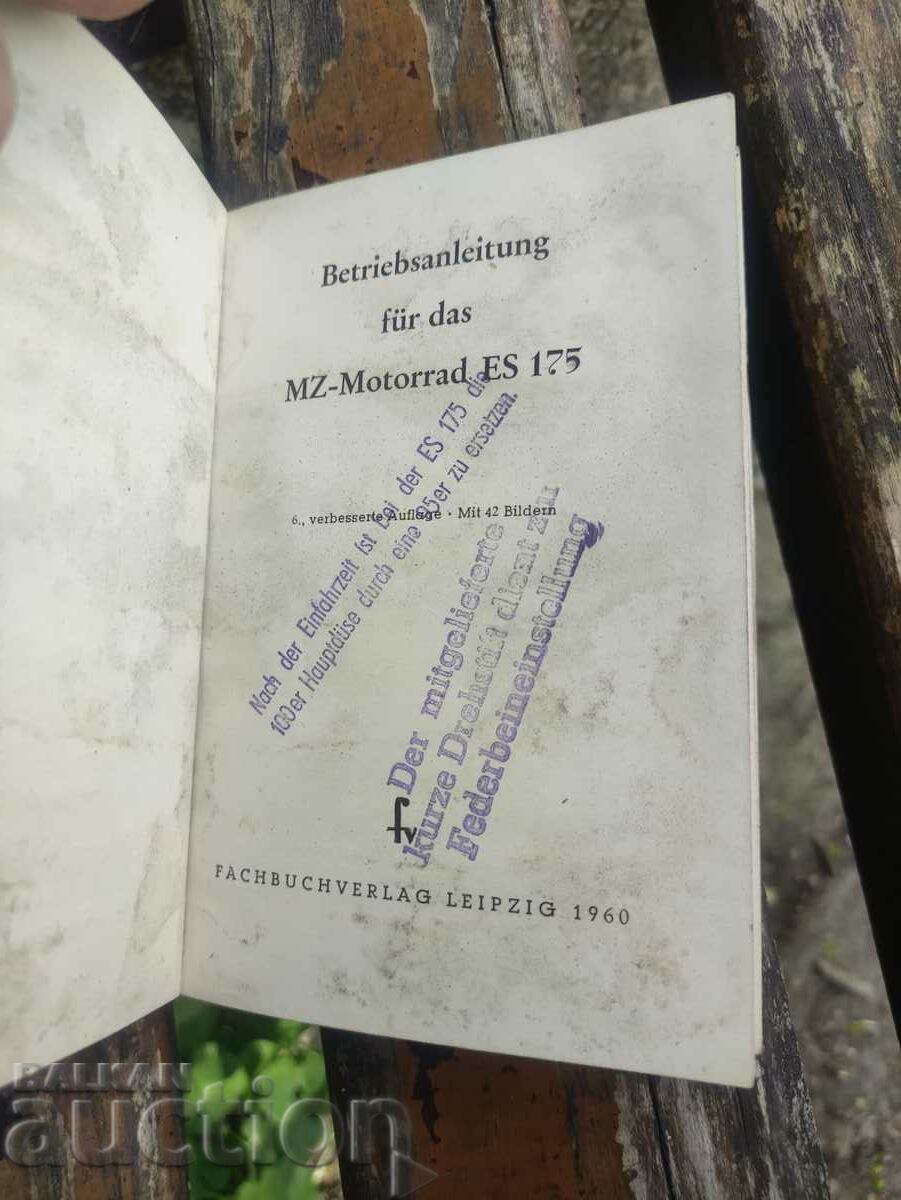 Betriebsanleitung
für das
MZ-Motorrad ES 175
6., verbesserte Auflage · Mit 42 Bildern
Nach der Einfahrzeit ist bei der ES 175 die
100er Hauptdüse durch eine 95er zu ersetzen.
Der mitgelieferte
kurze Drehstift dient zur
Federbeineinstellung
fv
FACHBUCHVERLAG LEIPZIG 1960
BALKAN
auction